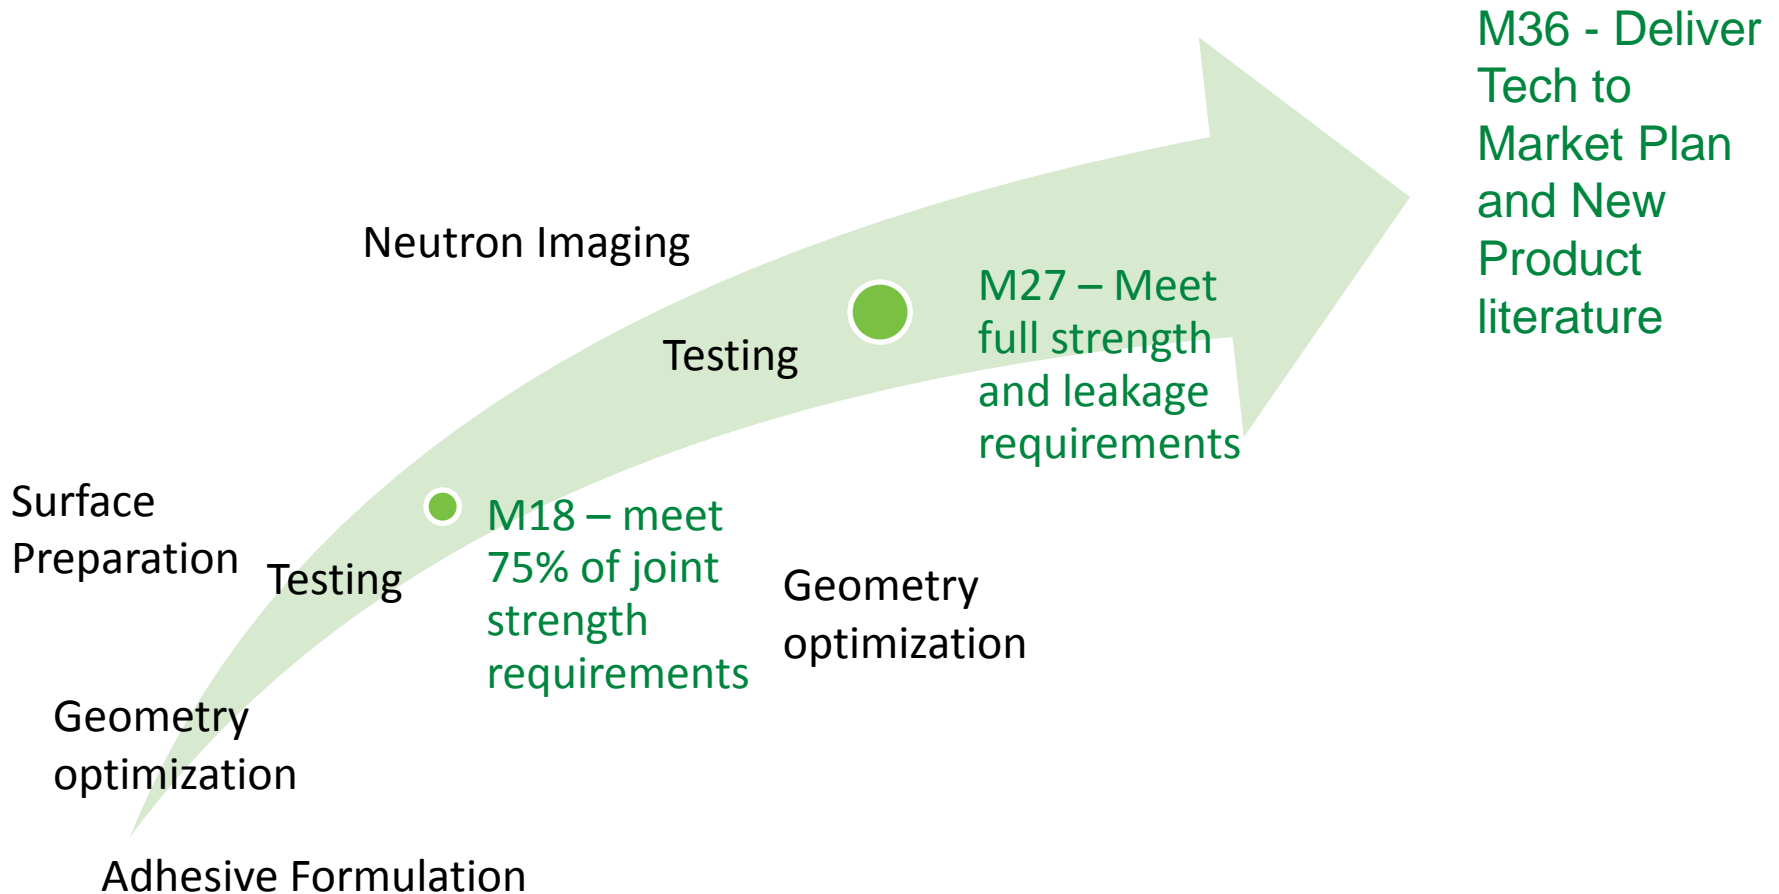 M36 - Deliver
Tech to
Market Plan
and New
Product
literature
Neutron Imaging
M27 – Meet
full strength
and leakage
requirements
Testing
Surface
Preparation
Testing
M18 – meet
75% of joint
strength
requirements
Geometry
optimization
Geometry
optimization
Adhesive Formulation